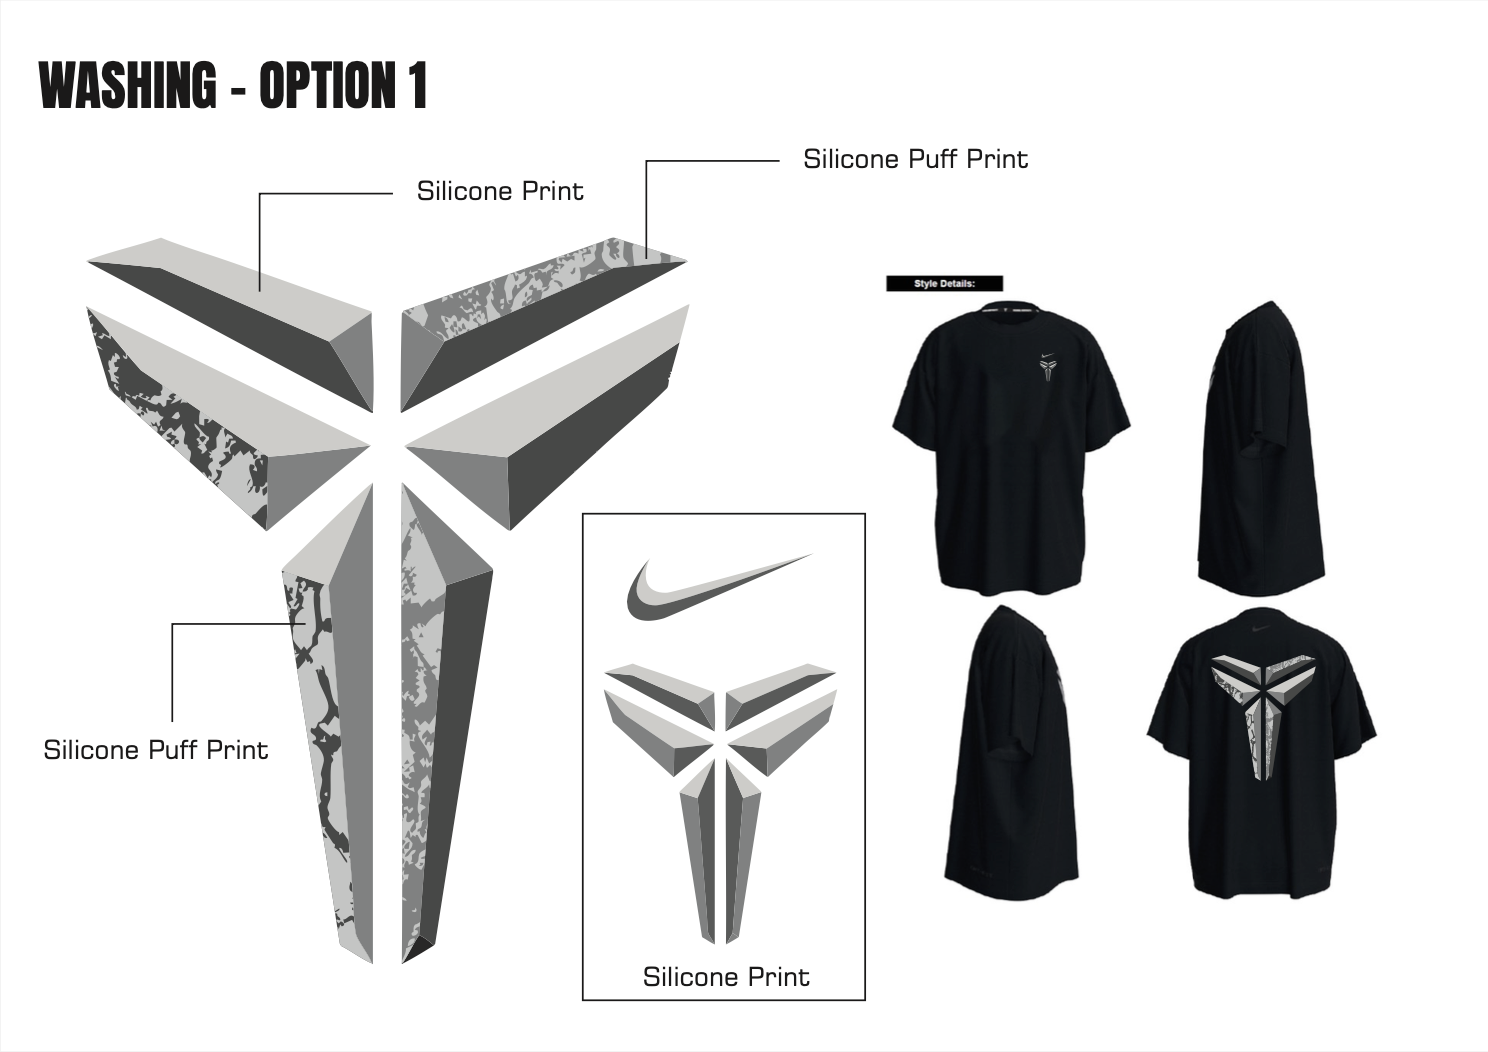 WASHING - OPTION 1
Silicone Puff Print
Silicone Print
Style Details:
Silicone Puff Print
Silicone Print